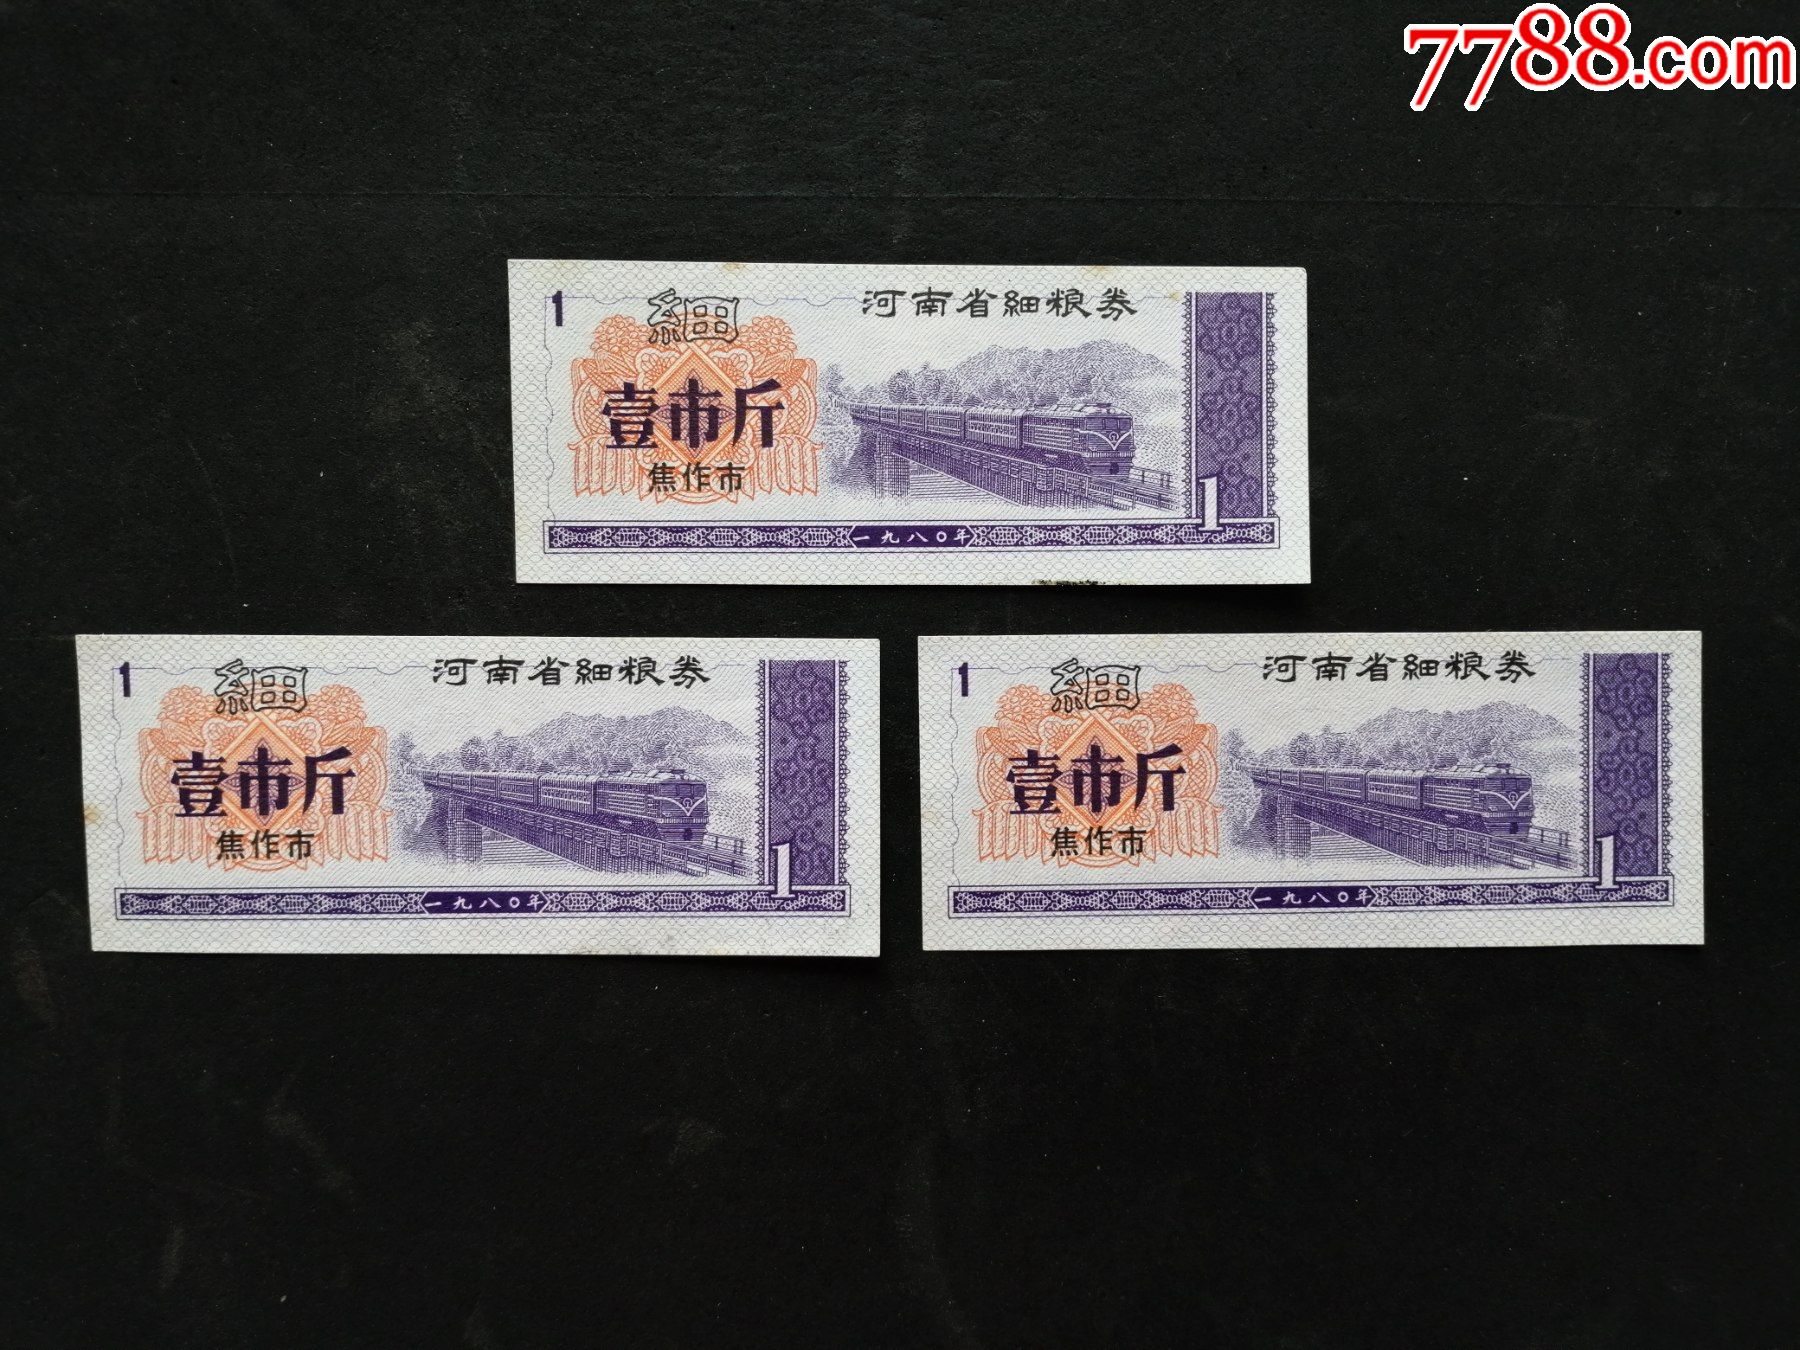 7788.com
1
細
河南省細粮券
壹市斤
焦作市
1
一九八〇年
1
細
河南省細粮券
壹市斤
焦作市
1
一九八〇年
1
細
河南省細粮券
壹市斤
焦作市
1
一九八〇年